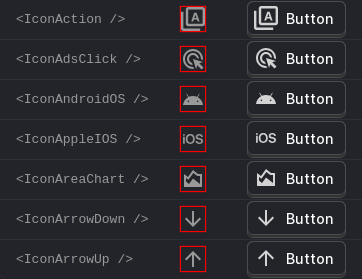 <IconAction /> A A Button
<IconAdsClick /> Button
<IconAndroidOS /> Button
<IconAppleIOS /> iOS iOS Button
<IconAreaChart /> Button
<IconArrowDown /> Button
<IconArrowUp /> Button